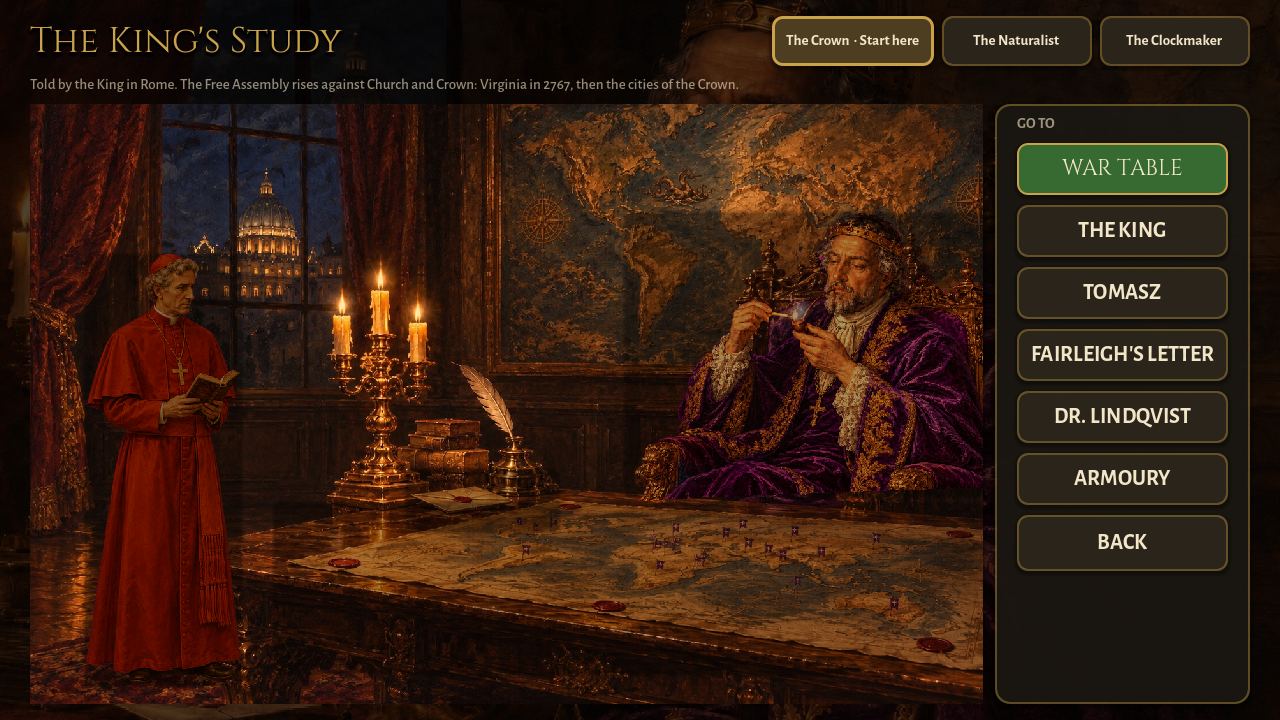 The King's Study
The Crown · Start here
The Naturalist
The Clockmaker
Told by the King in Rome. The Free Assembly rises against Church and Crown: Virginia in 2767, then the cities of the Crown.
GO TO
WAR TABLE
THE KING
TOMASZ
FAIRLEIGH'S LETTER
DR. LINDQVIST
ARMOURY
BACK